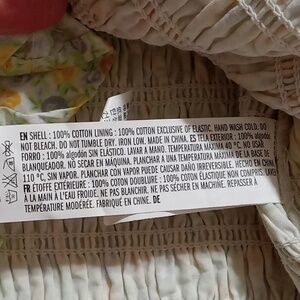 EN SHELL : 100% COTTON LINING : 100% COTTON EXCLUSIVE OF ELASTIC. HAND WASH COLD. DO
NOT BLEACH. DO NOT TUMBLE DRY. IRON LOW. MADE IN CHINA. ES TELA EXTERIOR : 100% algodón
FORRO : 100% algodón SIN ELÁSTICO. LAVAR A MANO. TEMPERATURA MÁXIMA 40 °C. NO USAR
BLANQUEADOR. NO SECAR EN MÁQUINA. PLANCHAR A UNA TEMPERATURA MÁXIMA DE LA BASE DE
110 °C, SIN VAPOR. PLANCHAR CON VAPOR PUEDE CAUSAR DAÑO IRREVERSIBLE. HECHO EN CHINA.
FR ÉTOFFE EXTÉRIEURE : 100% COTON DOUBLURE : 100% COTON ÉLASTIQUE NON COMPRIS. LAVER
À LA MAIN À L'EAU FROIDE. NE PAS BLANCHIR. NE PAS SÉCHER EN MACHINE. REPASSER À
TEMPÉRATURE MODÉRÉE. FABRIQUÉ EN CHINE. DE